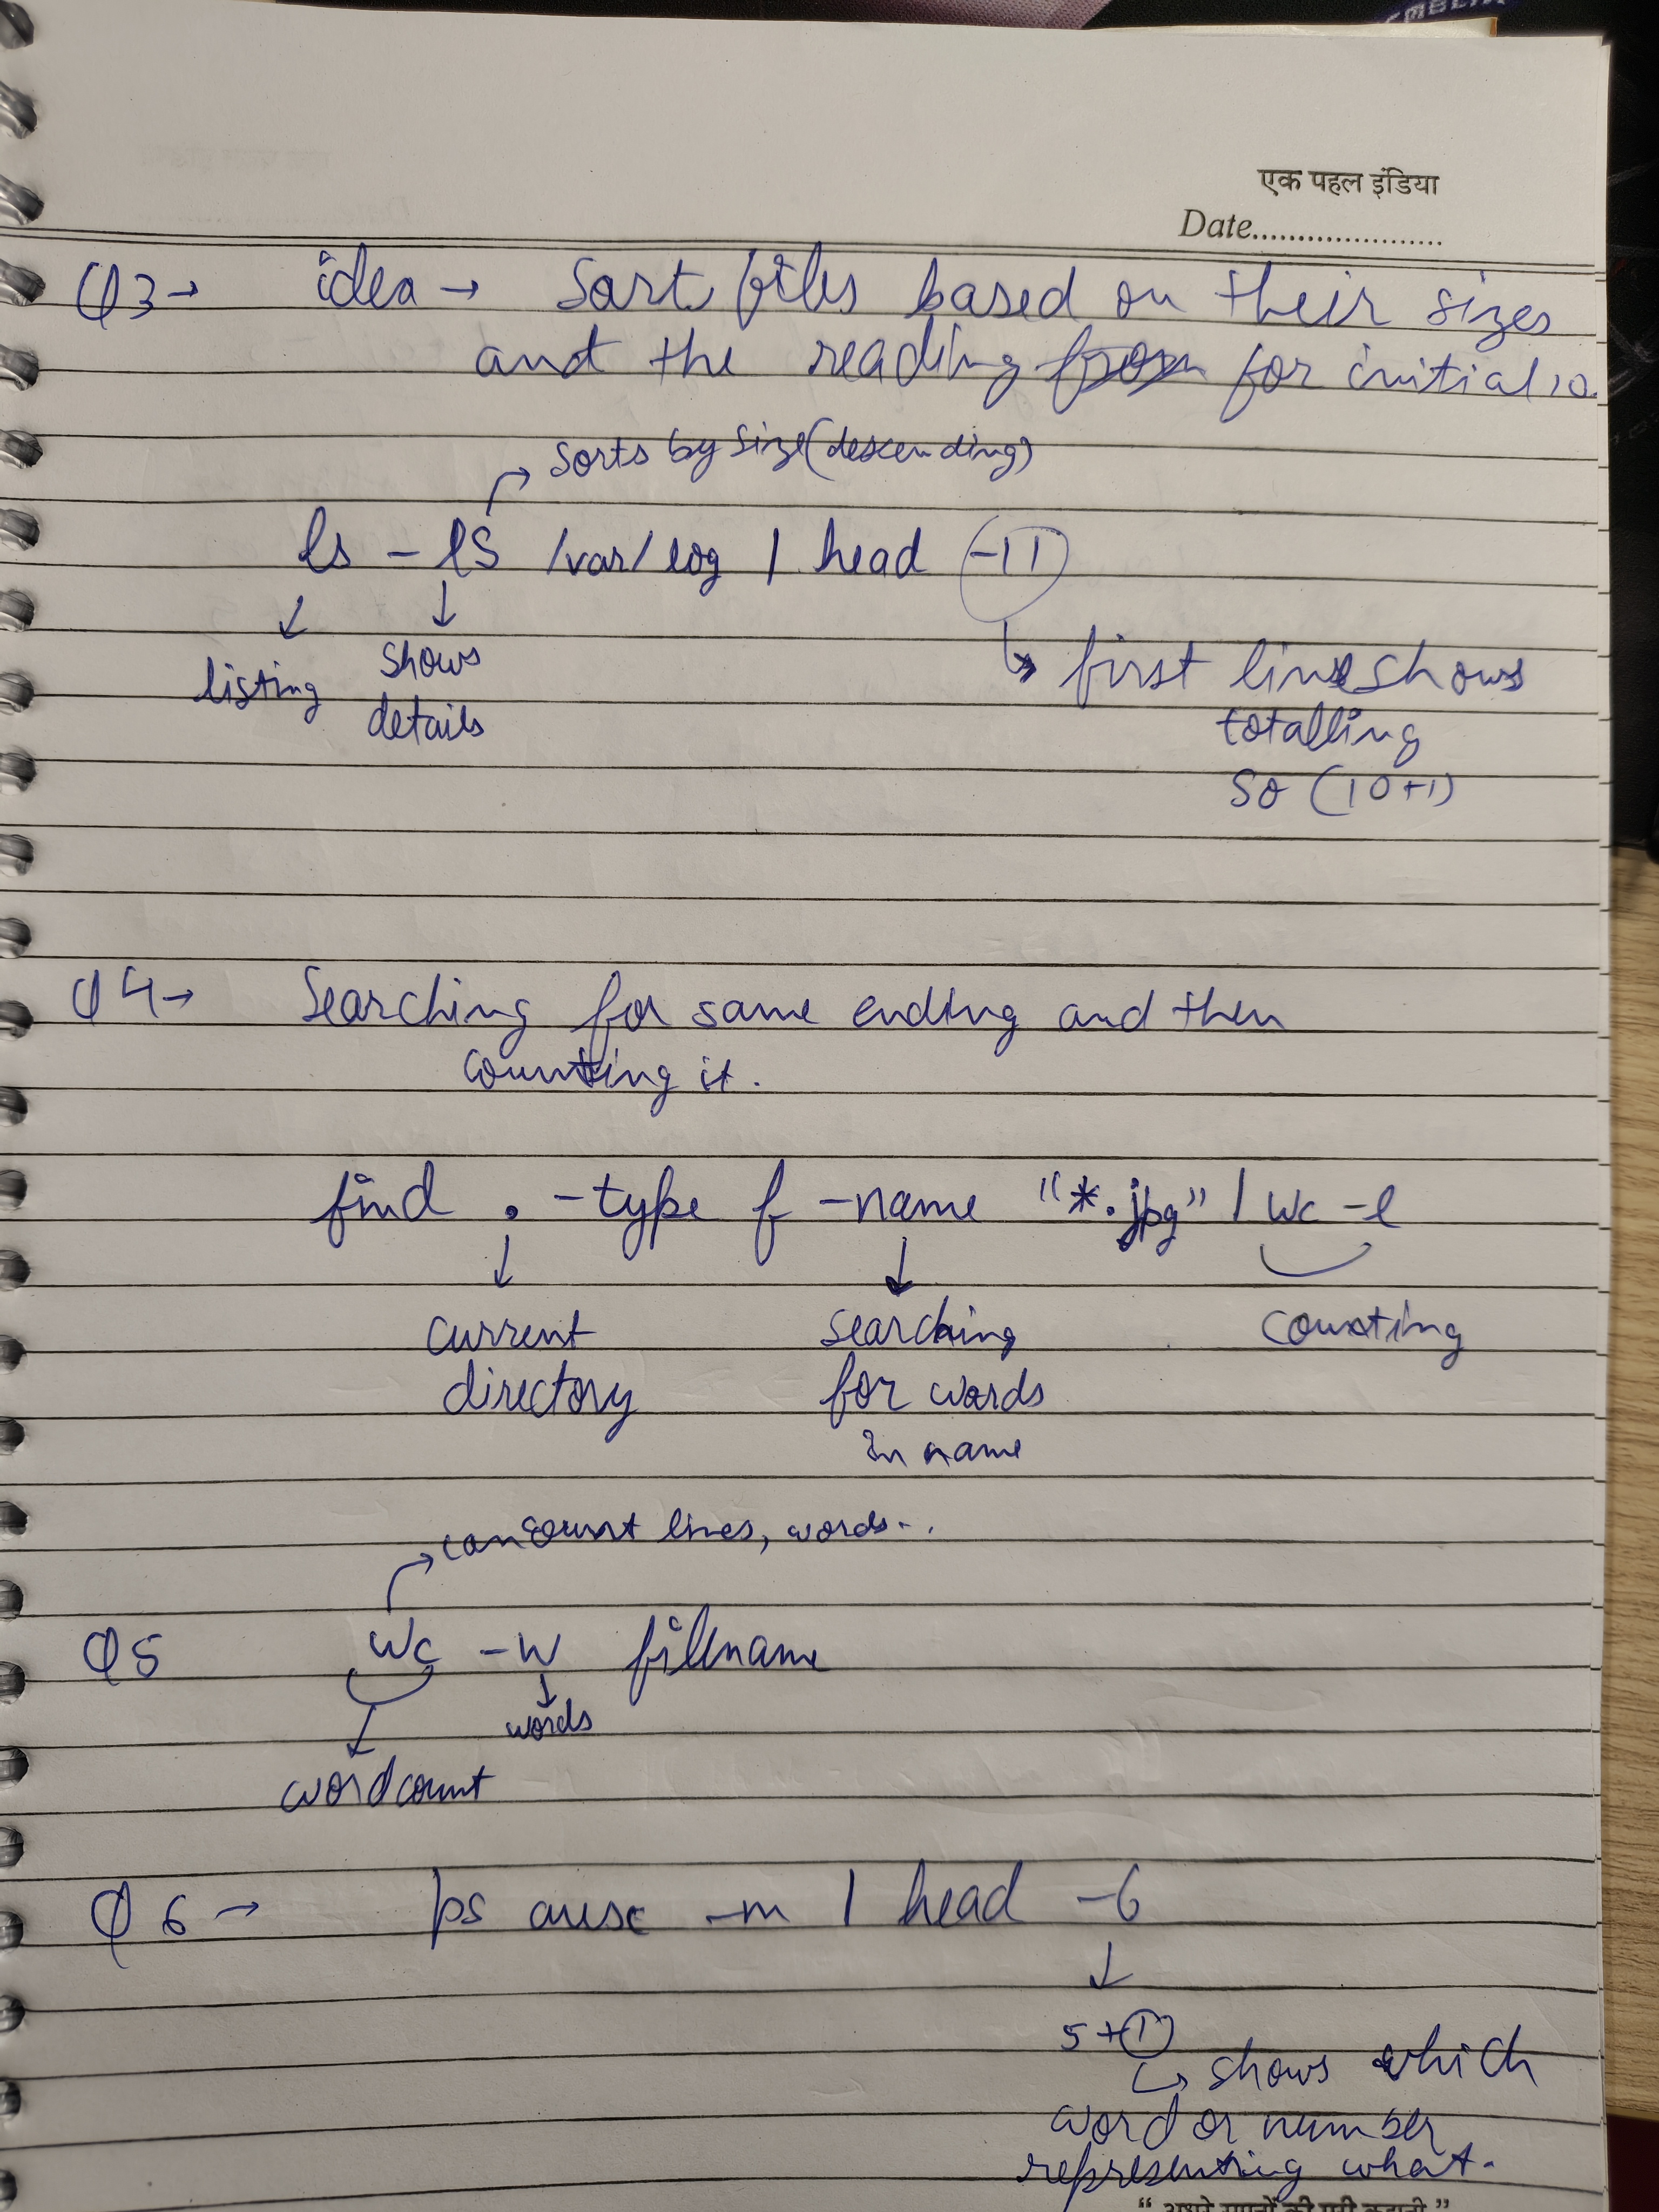 एक पहल इंडिया
Date.....................
Q3→ idea → Sort files based on their sizes
and the reading for initial 10.
sorts by size(descending)
ls -lS /var/log | head -11
listing
shows
details
first line shows
totalling
So (10+1)
Q4→ Searching for same ending and then
counting it.
find . -type f -name "*.jpg" | wc -l
current
directory
searching
for words
in name
counting
can count lines, words..
Q5 wc -w filename
words
wordcount
Q6→ ps -m | head -6
5+1
shows which
word or number
representing what.